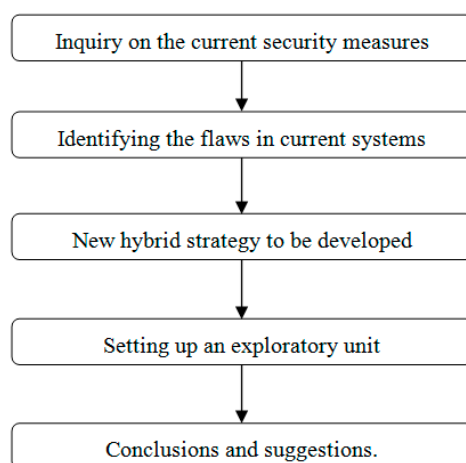 Inquiry on the current security measures
Identifying the flaws in current systems
New hybrid strategy to be developed
Setting up an exploratory unit
Conclusions and suggestions.